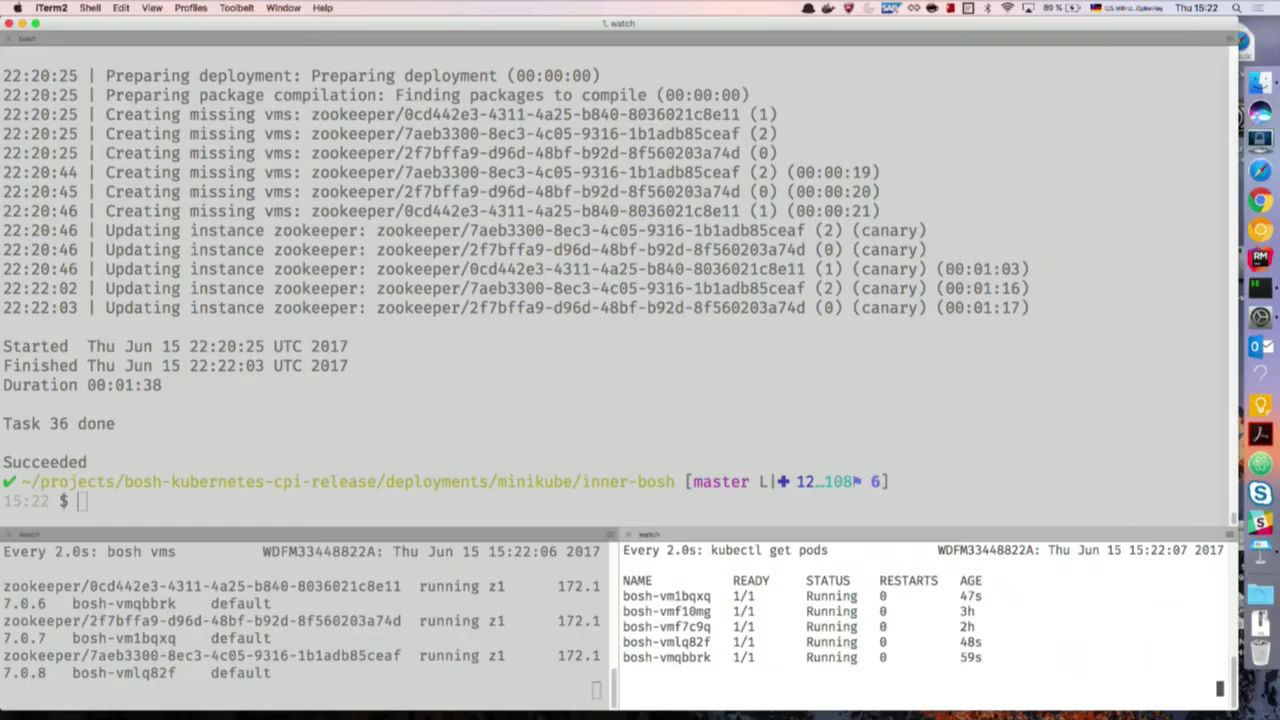 iTerm2 Shell Edit View Profiles Toolbelt Window Help 89 % U.S. With U... Option Key Thu 15:22
1. watch
bash
22:20:25 | Preparing deployment: Preparing deployment (00:00:00)
22:20:25 | Preparing package compilation: Finding packages to compile (00:00:00)
22:20:25 | Creating missing vms: zookeeper/0cd442e3-4311-4a25-b840-8036021c8e11 (1)
22:20:25 | Creating missing vms: zookeeper/7aeb3300-8ec3-4c05-9316-1b1adb85ceaf (2)
22:20:25 | Creating missing vms: zookeeper/2f7bffa9-d96d-48bf-b92d-8f560203a74d (0)
22:20:44 | Creating missing vms: zookeeper/7aeb3300-8ec3-4c05-9316-1b1adb85ceaf (2) (00:00:19)
22:20:45 | Creating missing vms: zookeeper/2f7bffa9-d96d-48bf-b92d-8f560203a74d (0) (00:00:20)
22:20:46 | Creating missing vms: zookeeper/0cd442e3-4311-4a25-b840-8036021c8e11 (1) (00:00:21)
22:20:46 | Updating instance zookeeper: zookeeper/7aeb3300-8ec3-4c05-9316-1b1adb85ceaf (2) (canary)
22:20:46 | Updating instance zookeeper: zookeeper/2f7bffa9-d96d-48bf-b92d-8f560203a74d (0) (canary)
22:20:46 | Updating instance zookeeper: zookeeper/0cd442e3-4311-4a25-b840-8036021c8e11 (1) (canary) (00:01:03)
22:22:02 | Updating instance zookeeper: zookeeper/7aeb3300-8ec3-4c05-9316-1b1adb85ceaf (2) (canary) (00:01:16)
22:22:03 | Updating instance zookeeper: zookeeper/2f7bffa9-d96d-48bf-b92d-8f560203a74d (0) (canary) (00:01:17)
Started Thu Jun 15 22:20:25 UTC 2017
Finished Thu Jun 15 22:22:03 UTC 2017
Duration 00:01:38
Task 36 done
Succeeded
✔ ~/projects/bosh-kubernetes-cpi-release/deployments/minikube/inner-bosh [master L|✚ 12…108⚑ 6]
15:22 $
watch
Every 2.0s: bosh vms WDFM33448822A: Thu Jun 15 15:22:06 2017
zookeeper/0cd442e3-4311-4a25-b840-8036021c8e11 running z1 172.1
7.0.6 bosh-vmqbbrk default
zookeeper/2f7bffa9-d96d-48bf-b92d-8f560203a74d running z1 172.1
7.0.7 bosh-vm1bqxq default
zookeeper/7aeb3300-8ec3-4c05-9316-1b1adb85ceaf running z1 172.1
7.0.8 bosh-vmlq82f default
watch
Every 2.0s: kubectl get pods WDFM33448822A: Thu Jun 15 15:22:07 2017
NAME READY STATUS RESTARTS AGE
bosh-vm1bqxq 1/1 Running 0 47s
bosh-vmf10mg 1/1 Running 0 3h
bosh-vmf7c9q 1/1 Running 0 2h
bosh-vmlq82f 1/1 Running 0 48s
bosh-vmqbbrk 1/1 Running 0 59s